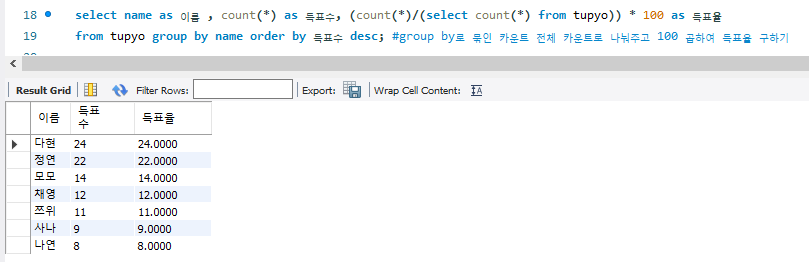 18 select name as 이름 , count(*) as 득표수, (count(*)/(select count(*) from tupyo)) * 100 as 득표율
19 from tupyo group by name order by 득표수 desc; #group by로 묶인 카운트 전체 카운트로 나눠주고 100 곱하여 득표율 구하기
Result Grid Filter Rows: Export: Wrap Cell Content: IA
이름 득표수 득표율
다현 24 24.0000
정연 22 22.0000
모모 14 14.0000
채영 12 12.0000
쯔위 11 11.0000
사나 9 9.0000
나연 8 8.0000